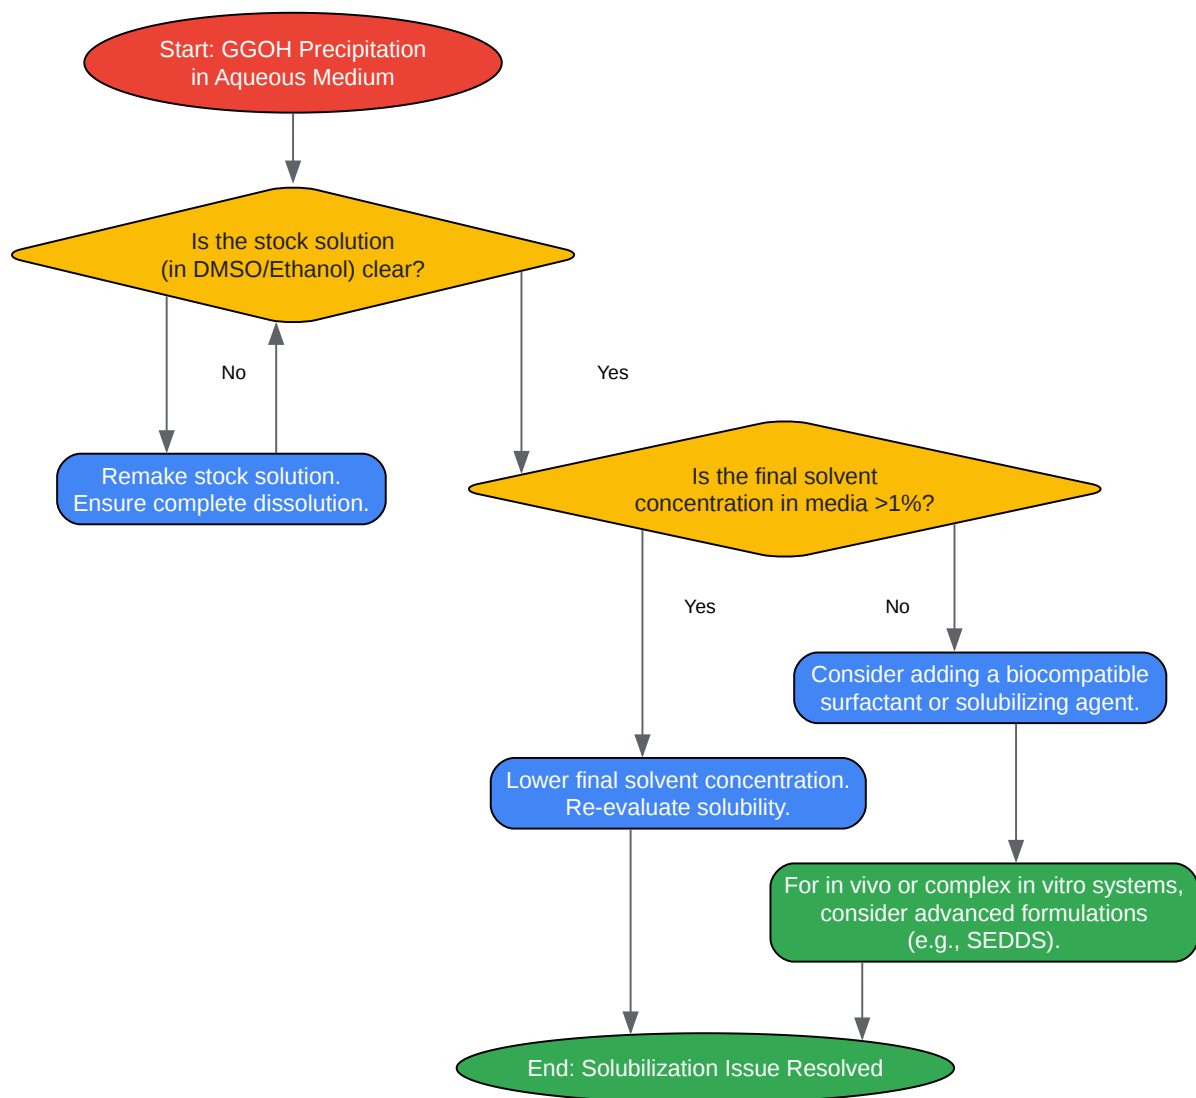 Start: GGOH Precipitation
in Aqueous Medium
Is the stock solution
(in DMSO/Ethanol) clear?
No
Yes
Remake stock solution.
Ensure complete dissolution.
Is the final solvent
concentration in media >1%?
Yes
No
Consider adding a biocompatible
surfactant or solubilizing agent.
Lower final solvent concentration.
Re-evaluate solubility.
For in vivo or complex in vitro systems,
consider advanced formulations
(e.g., SEDDS).
End: Solubilization Issue Resolved